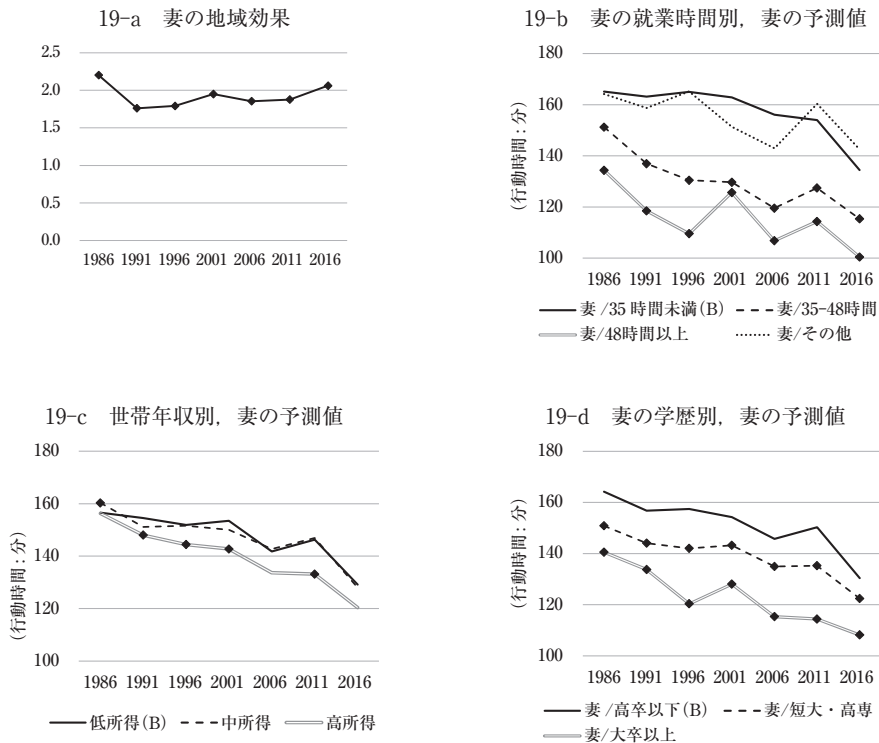 19-a　妻の地域効果
2.5
2.0
1.5
1.0
0.5
0.0
1986 1991 1996 2001 2006 2011 2016
19-b　妻の就業時間別，妻の予測値
(行動時間：分)
180
160
140
120
100
1986 1991 1996 2001 2006 2011 2016
妻/35時間未満(B) 妻/35-48時間
妻/48時間以上 妻/その他
19-c　世帯年収別，妻の予測値
(行動時間：分)
180
160
140
120
100
1986 1991 1996 2001 2006 2011 2016
低所得(B) 中所得 高所得
19-d　妻の学歴別，妻の予測値
(行動時間：分)
180
160
140
120
100
1986 1991 1996 2001 2006 2011 2016
妻/高卒以下(B) 妻/短大・高専
妻/大卒以上